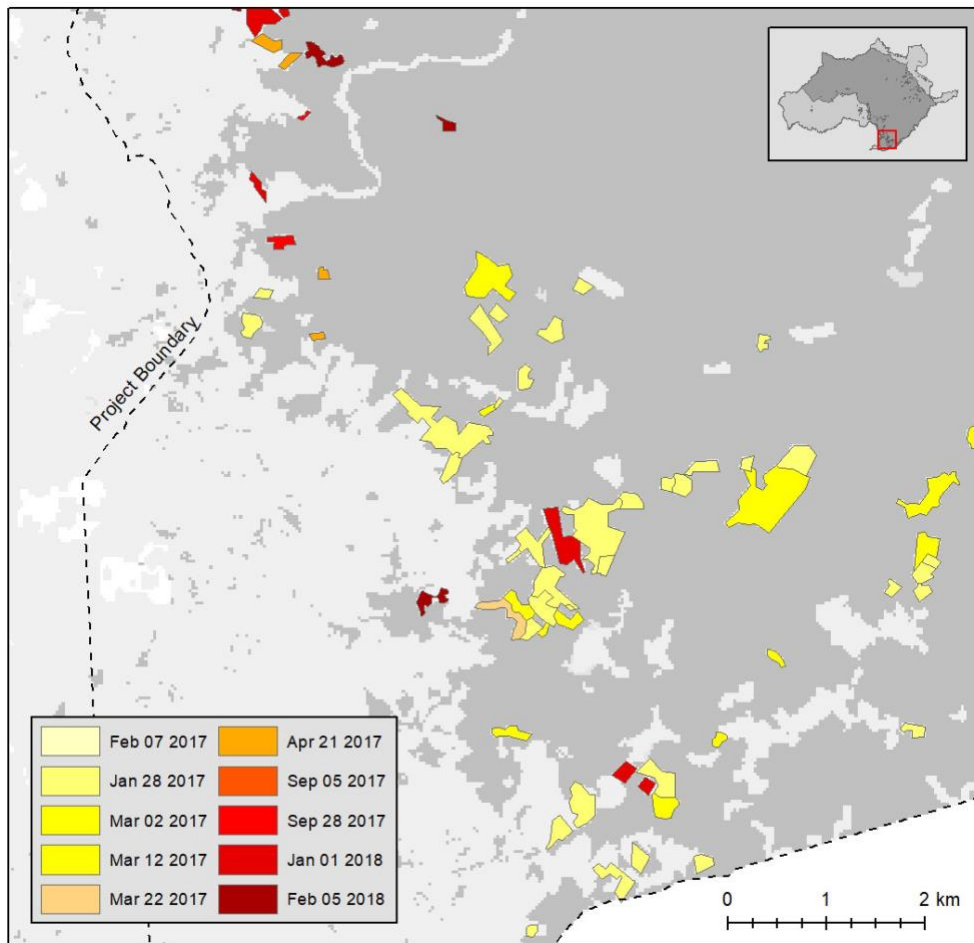 Project Boundary
Feb 07 2017
Jan 28 2017
Mar 02 2017
Mar 12 2017
Mar 22 2017
Apr 21 2017
Sep 05 2017
Sep 28 2017
Jan 01 2018
Feb 05 2018
0 1 2 km